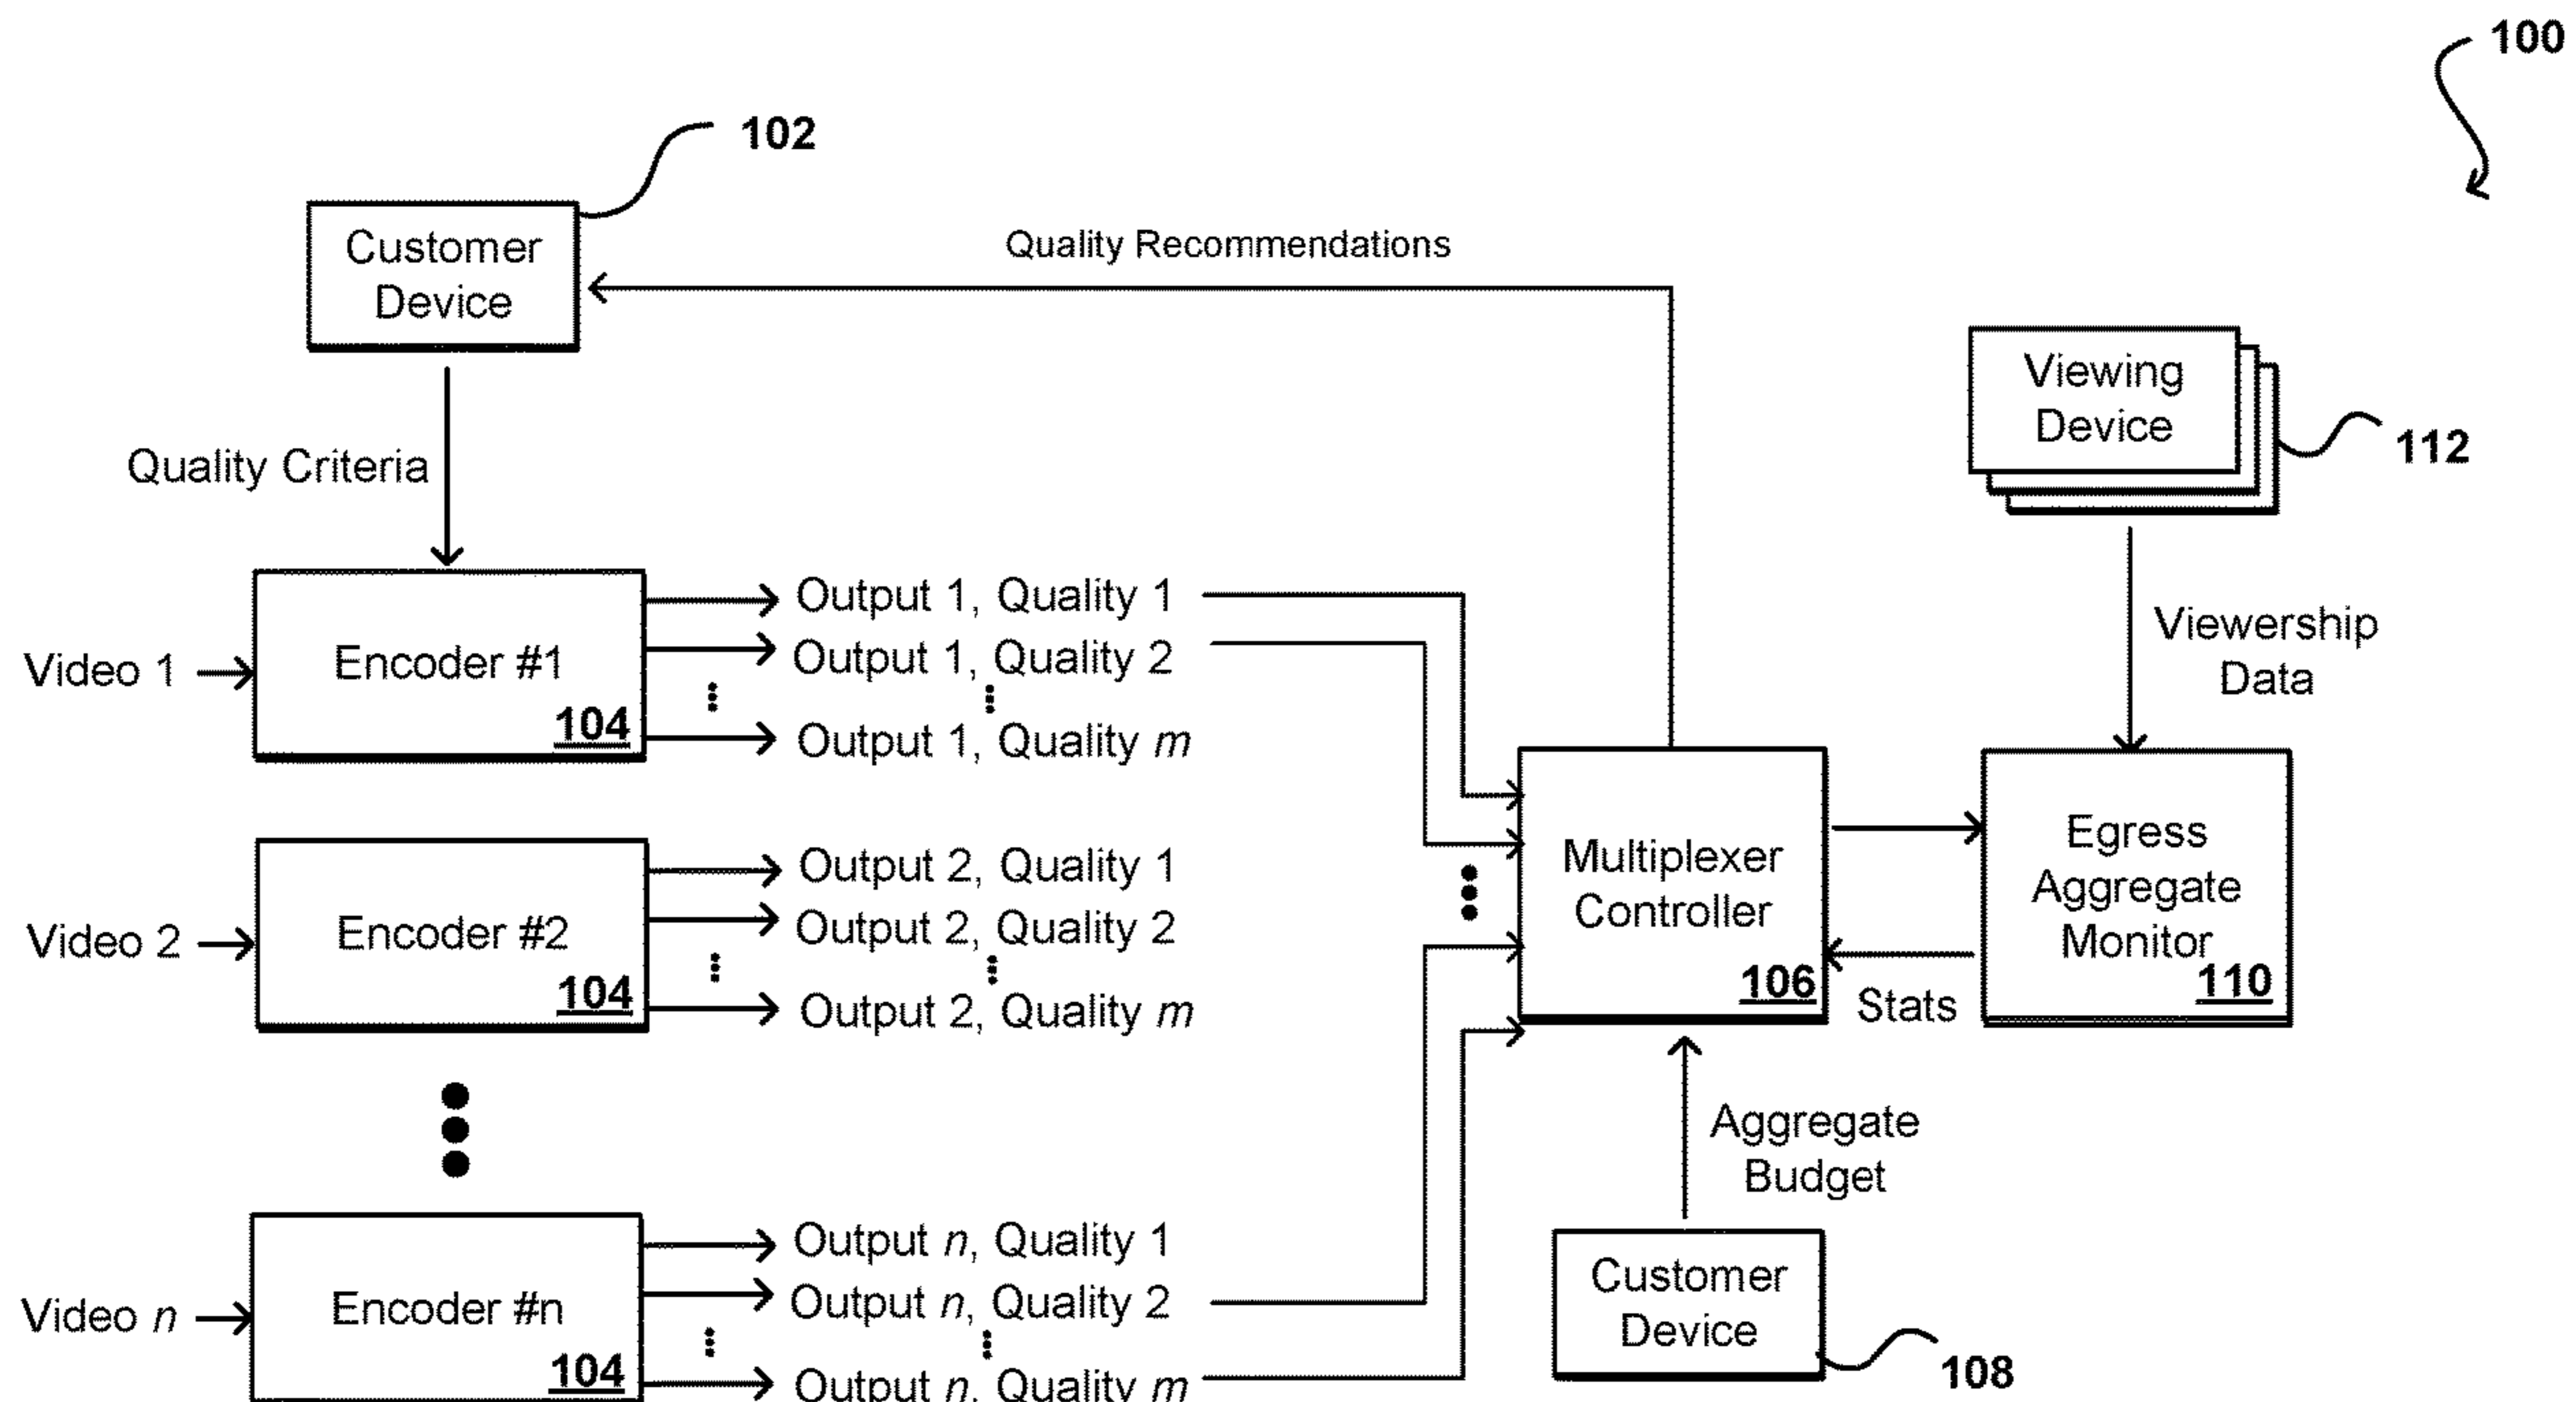 100
102
Customer
Device
Quality Recommendations
Viewing
Device
112
Quality Criteria
Viewership
Data
Video 1
Encoder #1
104
Output 1, Quality 1
Output 1, Quality 2
Output 1, Quality m
Video 2
Encoder #2
104
Output 2, Quality 1
Output 2, Quality 2
Output 2, Quality m
Multiplexer
Controller
106
Egress
Aggregate
Monitor
110
Stats
Aggregate
Budget
Customer
Device
108
Video n
Encoder #n
104
Output n, Quality 1
Output n, Quality 2
Output n, Quality m